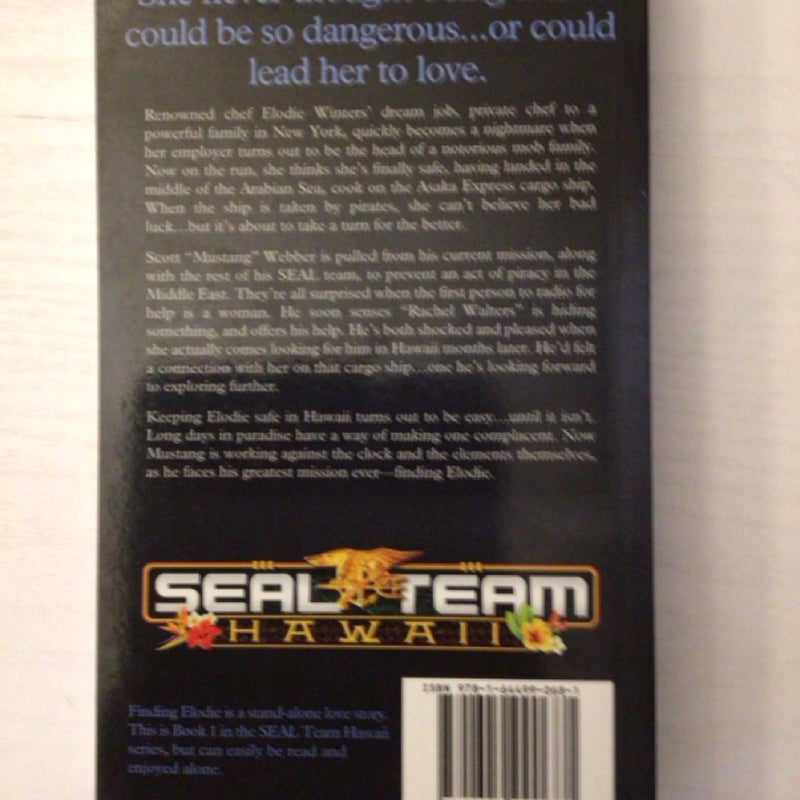 could be so dangerous...or could
lead her to love.
Renowned chef Elodie Winters' dream job, private chef to a
powerful family in New York, quickly becomes a nightmare when
her employer turns out to be the head of a notorious mob family.
Now on the run, she thinks she's finally safe, having landed in the
middle of the Arabian Sea, cook on the Asaka Express cargo ship.
When the ship is taken by pirates, she can't believe her bad
luck...but it's about to take a turn for the better.
Scott "Mustang" Webber is pulled from his current mission, along
with the rest of his SEAL team, to prevent an act of piracy in the
Middle East. They're all surprised when the first person to radio for
help is a woman. He soon senses "Rachel Walters" is hiding
something, and offers his help. He's both shocked and pleased when
she actually comes looking for him in Hawaii months later. He'd felt
a connection with her on that cargo ship...one he's looking forward
to exploring further.
Keeping Elodie safe in Hawaii turns out to be easy...until it isn't.
Long days in paradise have a way of making one complacent. Now
Mustang is working against the clock and the elements themselves,
as he faces his greatest mission ever—finding Elodie.
SEAL TEAM
HAWAII
ISBN 978-1-64499-068-1
Finding Elodie is a stand-alone love story.
This is Book 1 in the SEAL Team Hawaii
series, but can easily be read and
enjoyed alone.